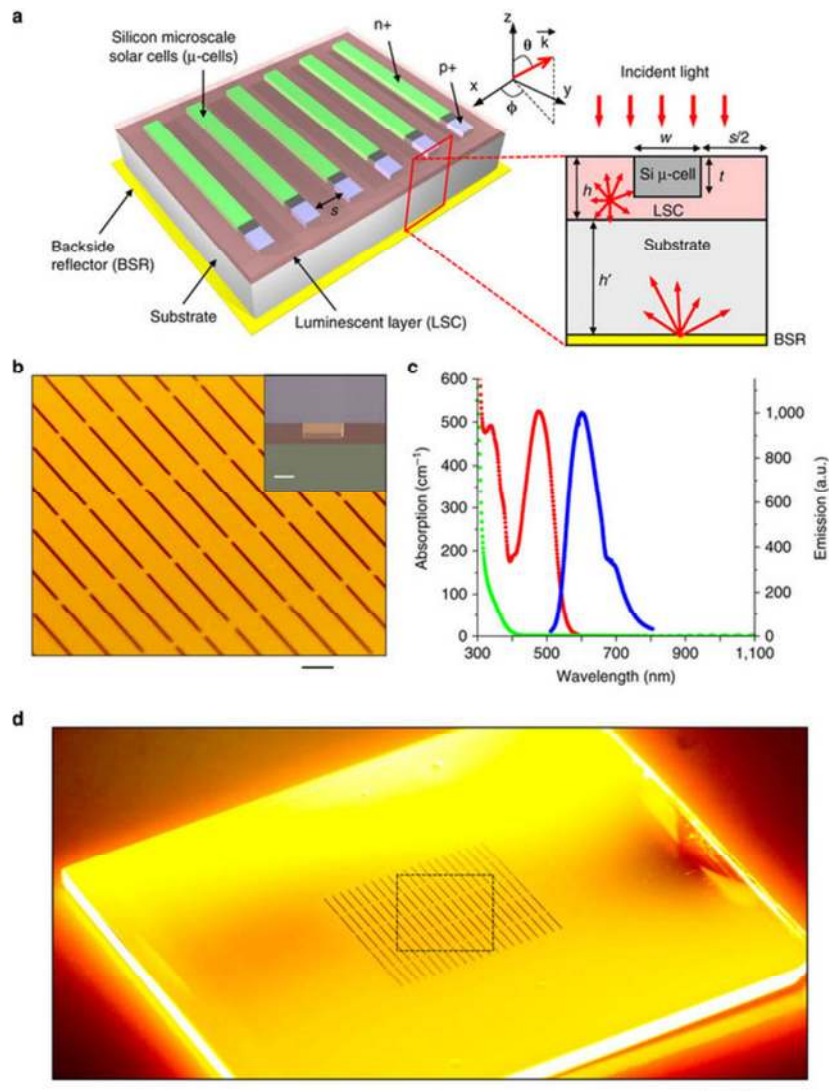 a
Silicon microscale
solar cells (μ-cells)
n+
p+
z
θ
k
x
ϕ
y
s
Backside
reflector (BSR)
Substrate
Luminescent layer (LSC)
Incident light
w
s/2
Si μ-cell
t
h
LSC
Substrate
h'
BSR
b
c
600
500
400
300
200
100
0
Absorption (cm⁻¹)
300
500
700
900
1,100
Wavelength (nm)
1,000
800
600
400
200
0
Emission (a.u.)
d